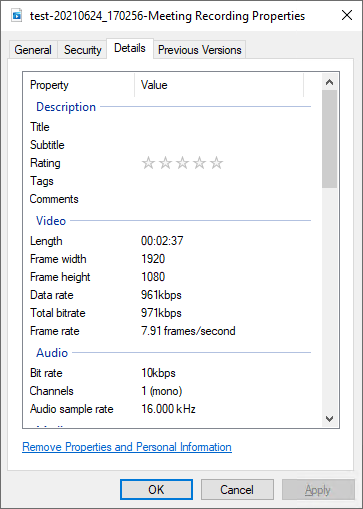 test-20210624_170256-Meeting Recording Properties
General Security Details Previous Versions
Property Value
Description
Title
Subtitle
Rating
Tags
Comments
Video
Length 00:02:37
Frame width 1920
Frame height 1080
Data rate 961kbps
Total bitrate 971kbps
Frame rate 7.91 frames/second
Audio
Bit rate 10kbps
Channels 1 (mono)
Audio sample rate 16.000 kHz
Remove Properties and Personal Information
OK Cancel Apply